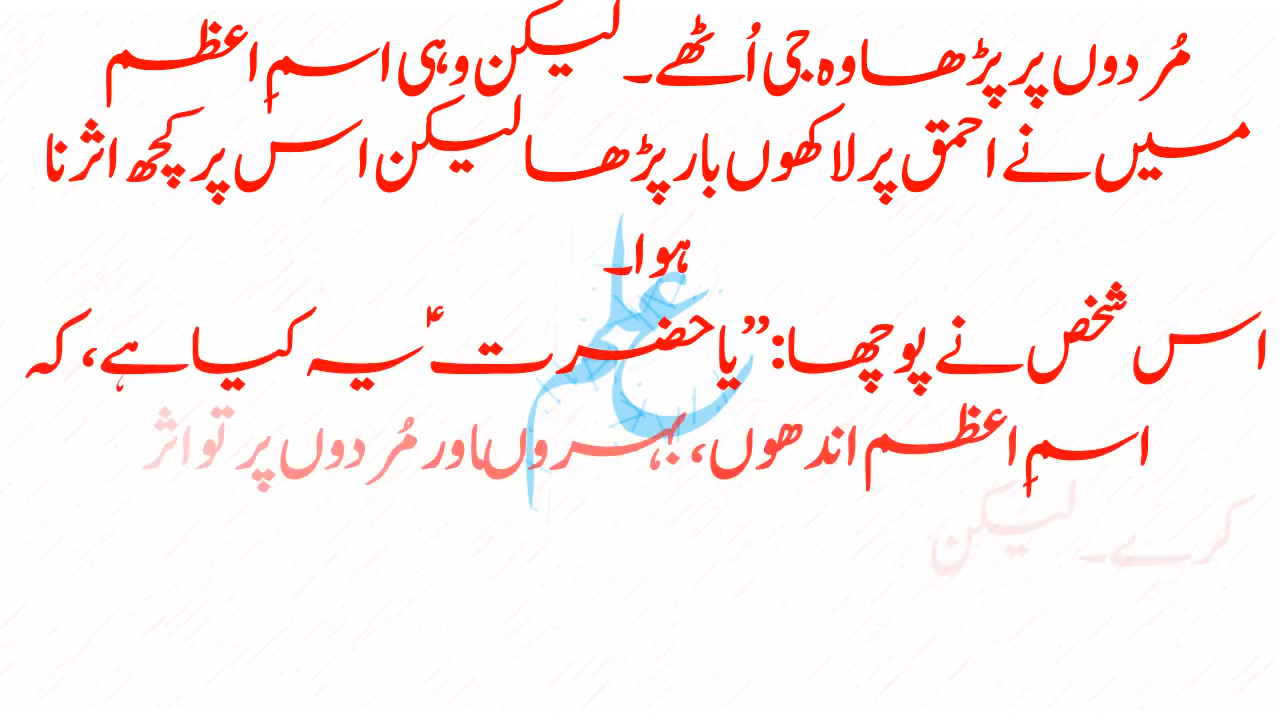 مُردوں پر پڑھا وہ جی اُٹھے۔ لیکن وہی اسمِ اعظم
میں نے احمق پر لاکھوں بار پڑھا لیکن اس پر کچھ اثر نا
ہوا۔
اس شخص نے پوچھا: ”یا حضرتؑ یہ کیا ہے، کہ
اسمِ اعظم اندھوں، بہروں اور مُردوں پر تو اثر
کرے۔ لیکن
علم